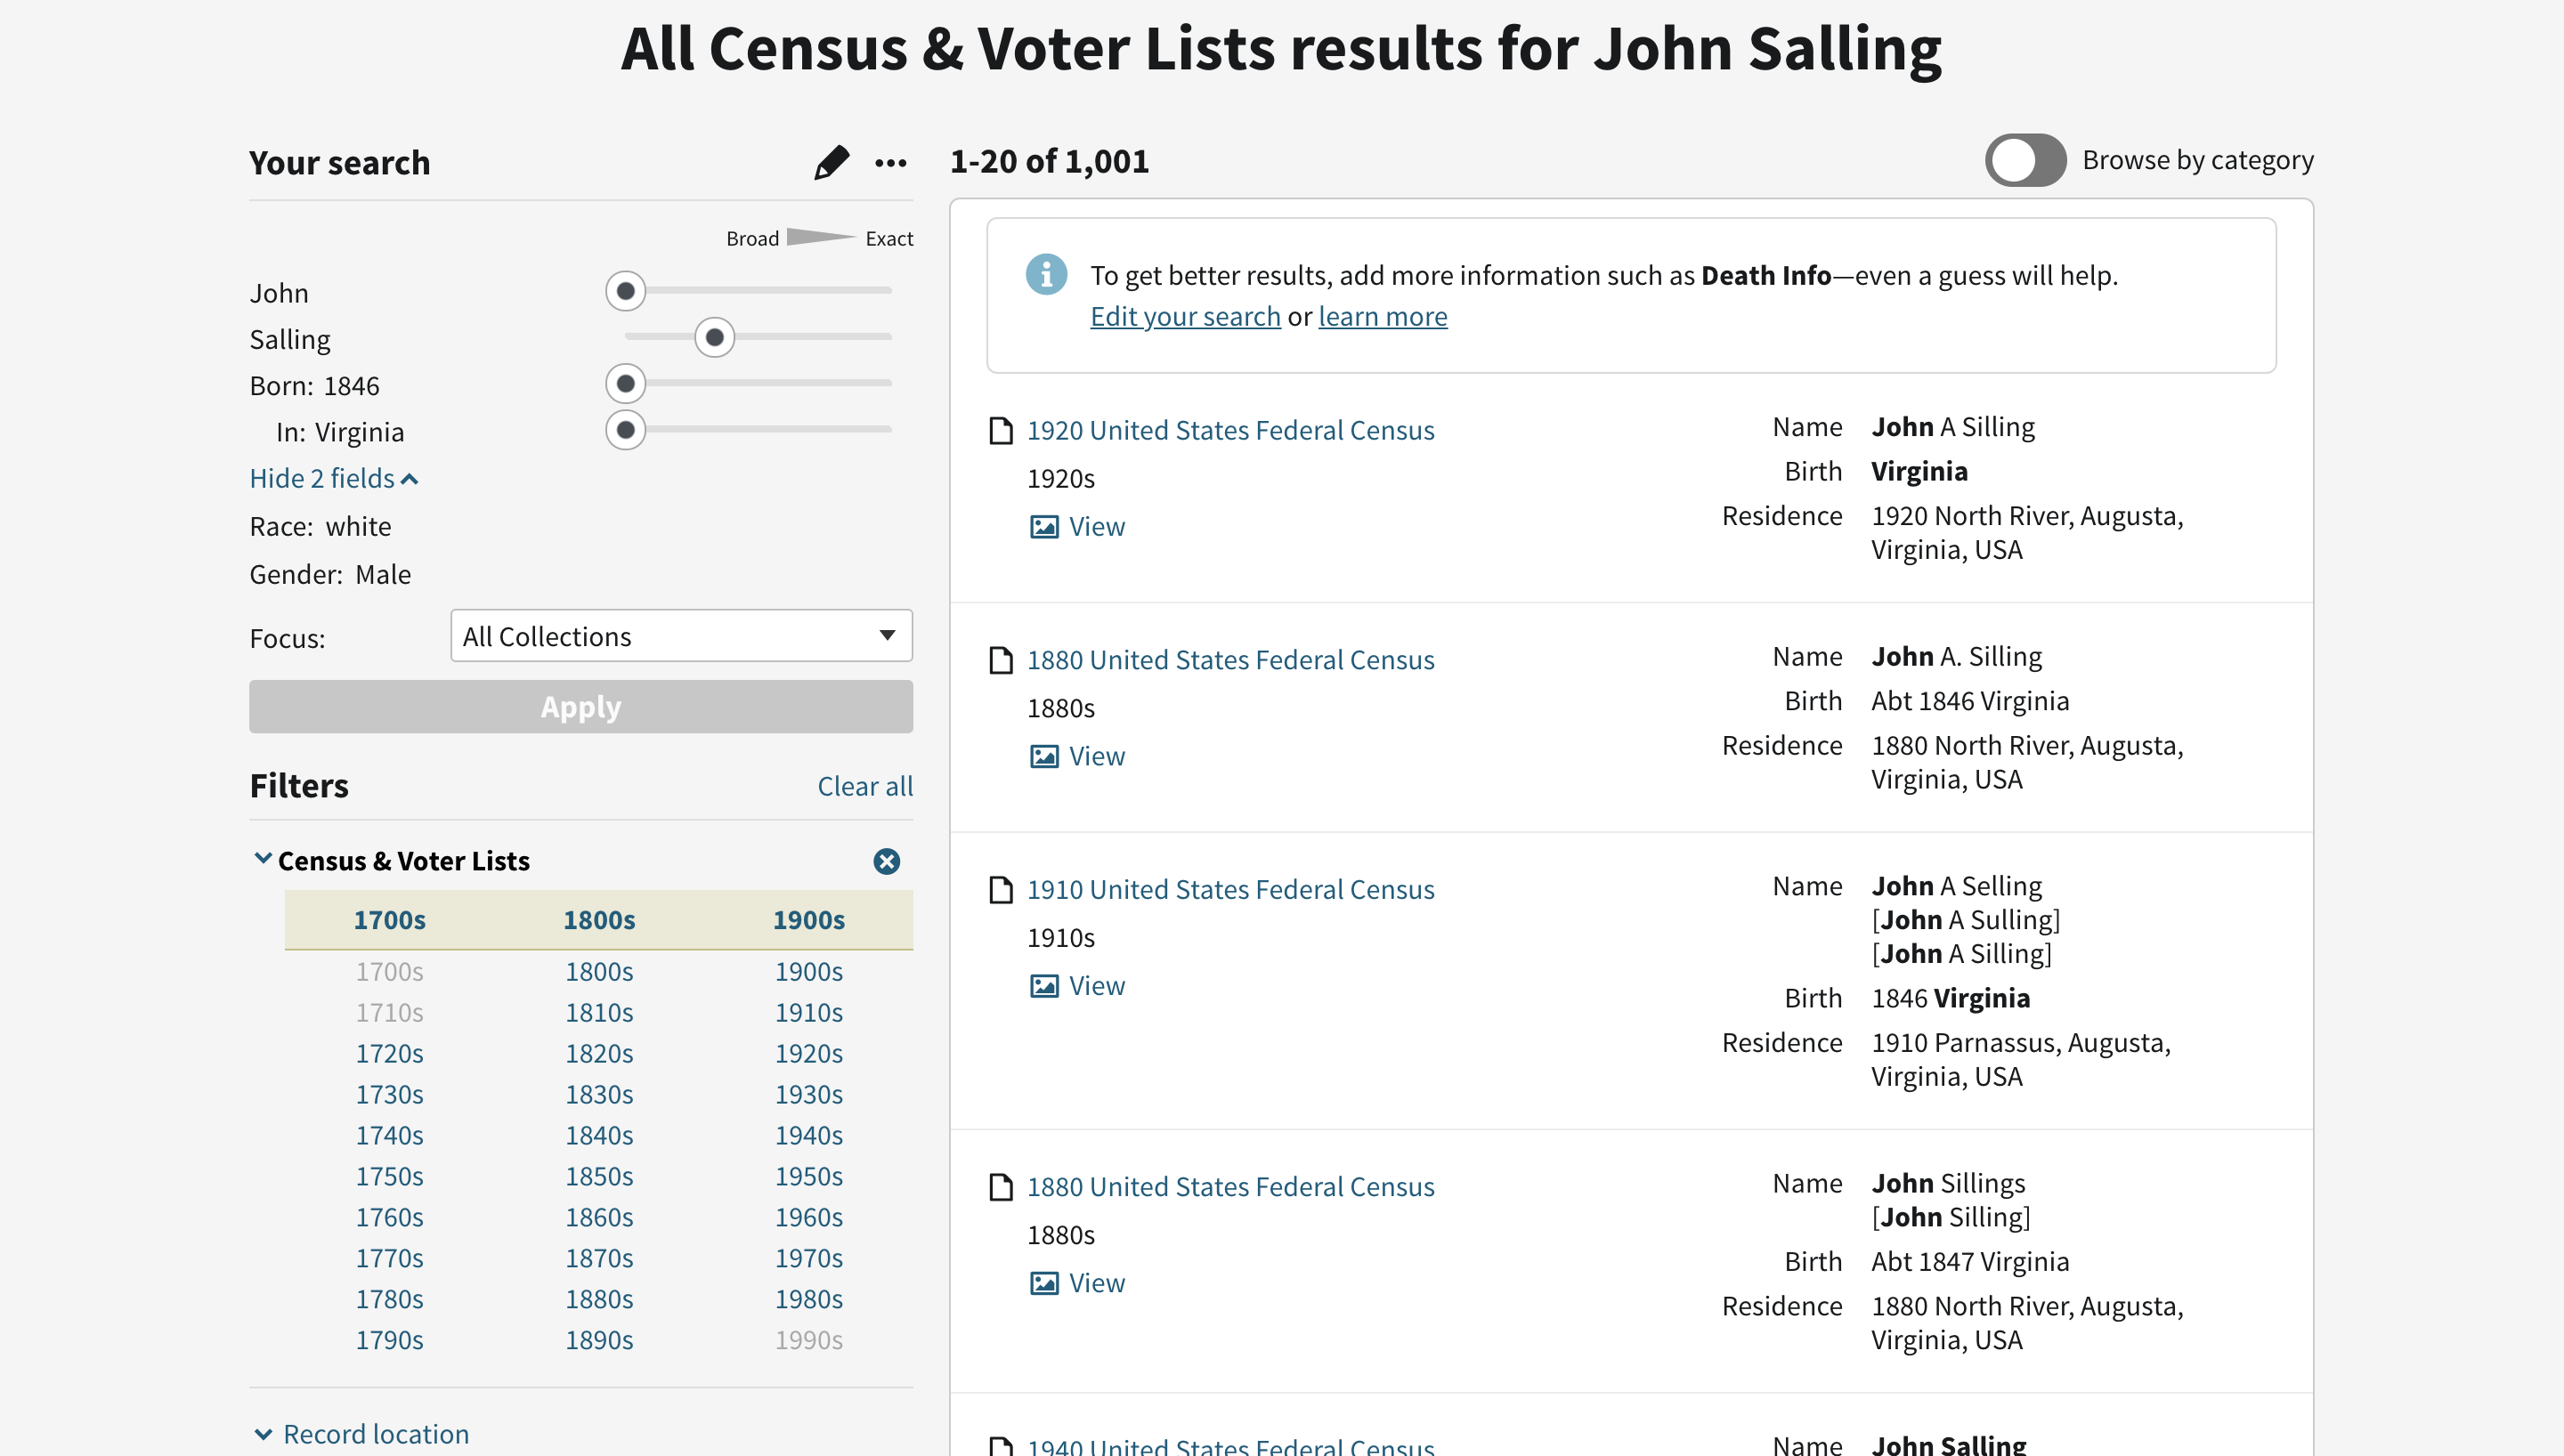 All Census & Voter Lists results for John Salling
Your search
Broad Exact
John
Salling
Born: 1846
In: Virginia
Hide 2 fields
Race: white
Gender: Male
Focus: All Collections
Apply
Filters Clear all
Census & Voter Lists
1700s 1800s 1900s
1700s 1800s 1900s
1710s 1810s 1910s
1720s 1820s 1920s
1730s 1830s 1930s
1740s 1840s 1940s
1750s 1850s 1950s
1760s 1860s 1960s
1770s 1870s 1970s
1780s 1880s 1980s
1790s 1890s 1990s
Record location
1-20 of 1,001
Browse by category
To get better results, add more information such as Death Info—even a guess will help.
Edit your search or learn more
1920 United States Federal Census
1920s
View
Name John A Silling
Birth Virginia
Residence 1920 North River, Augusta,
Virginia, USA
1880 United States Federal Census
1880s
View
Name John A. Silling
Birth Abt 1846 Virginia
Residence 1880 North River, Augusta,
Virginia, USA
1910 United States Federal Census
1910s
View
Name John A Selling
[John A Sulling]
[John A Silling]
Birth 1846 Virginia
Residence 1910 Parnassus, Augusta,
Virginia, USA
1880 United States Federal Census
1880s
View
Name John Sillings
[John Silling]
Birth Abt 1847 Virginia
Residence 1880 North River, Augusta,
Virginia, USA
1940 United States Federal Census
Name John Salling